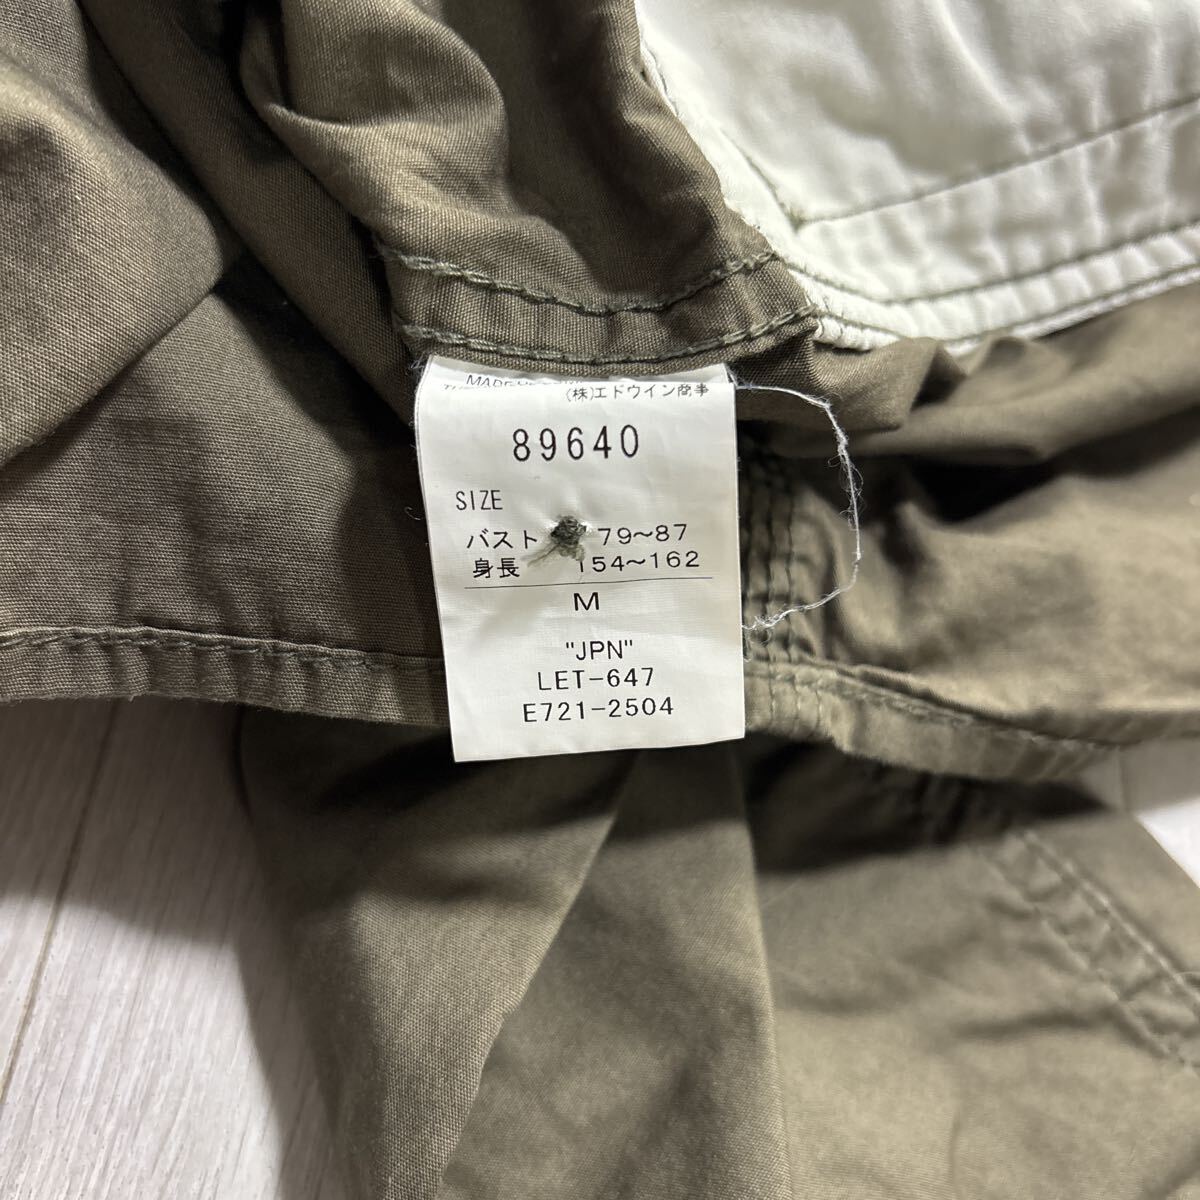 (株)エドウイン商事
89640
SIZE
バスト 79～87
身長 154～162
M
"JPN"
LET-647
E721-2504